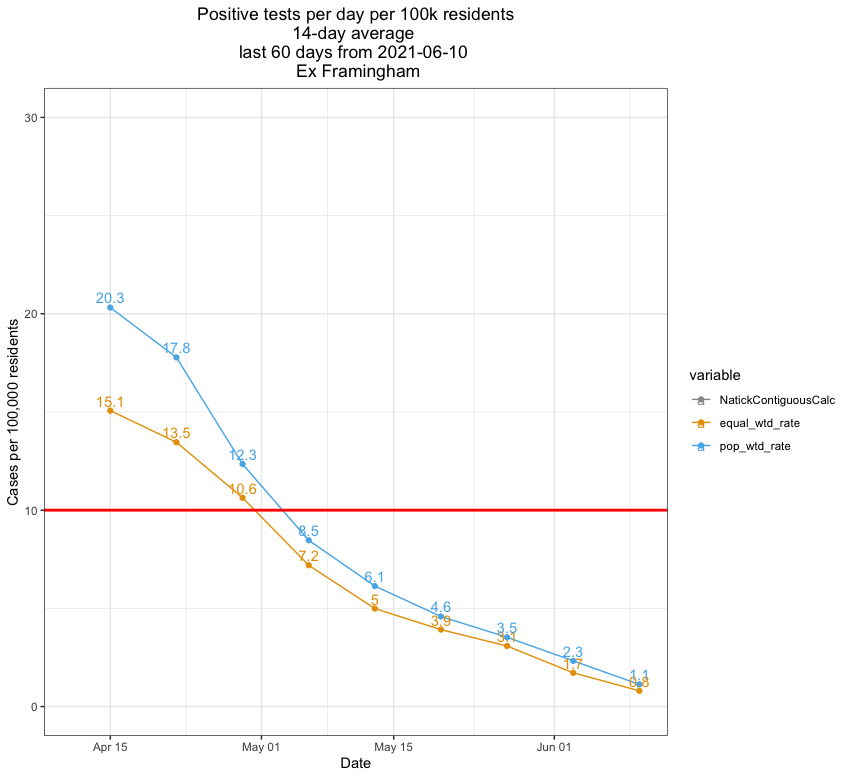 Positive tests per day per 100k residents
14-day average
last 60 days from 2021-06-10
Ex Framingham
Cases per 100,000 residents
30
20
10
0
20.3
17.8
12.3
8.5
6.1
4.6
3.5
2.3
1.1
15.1
13.5
10.6
7.2
5
3.9
3.1
1.7
0.8
Apr 15
May 01
May 15
Jun 01
Date
variable
a NatickContiguousCalc
a equal_wtd_rate
a pop_wtd_rate